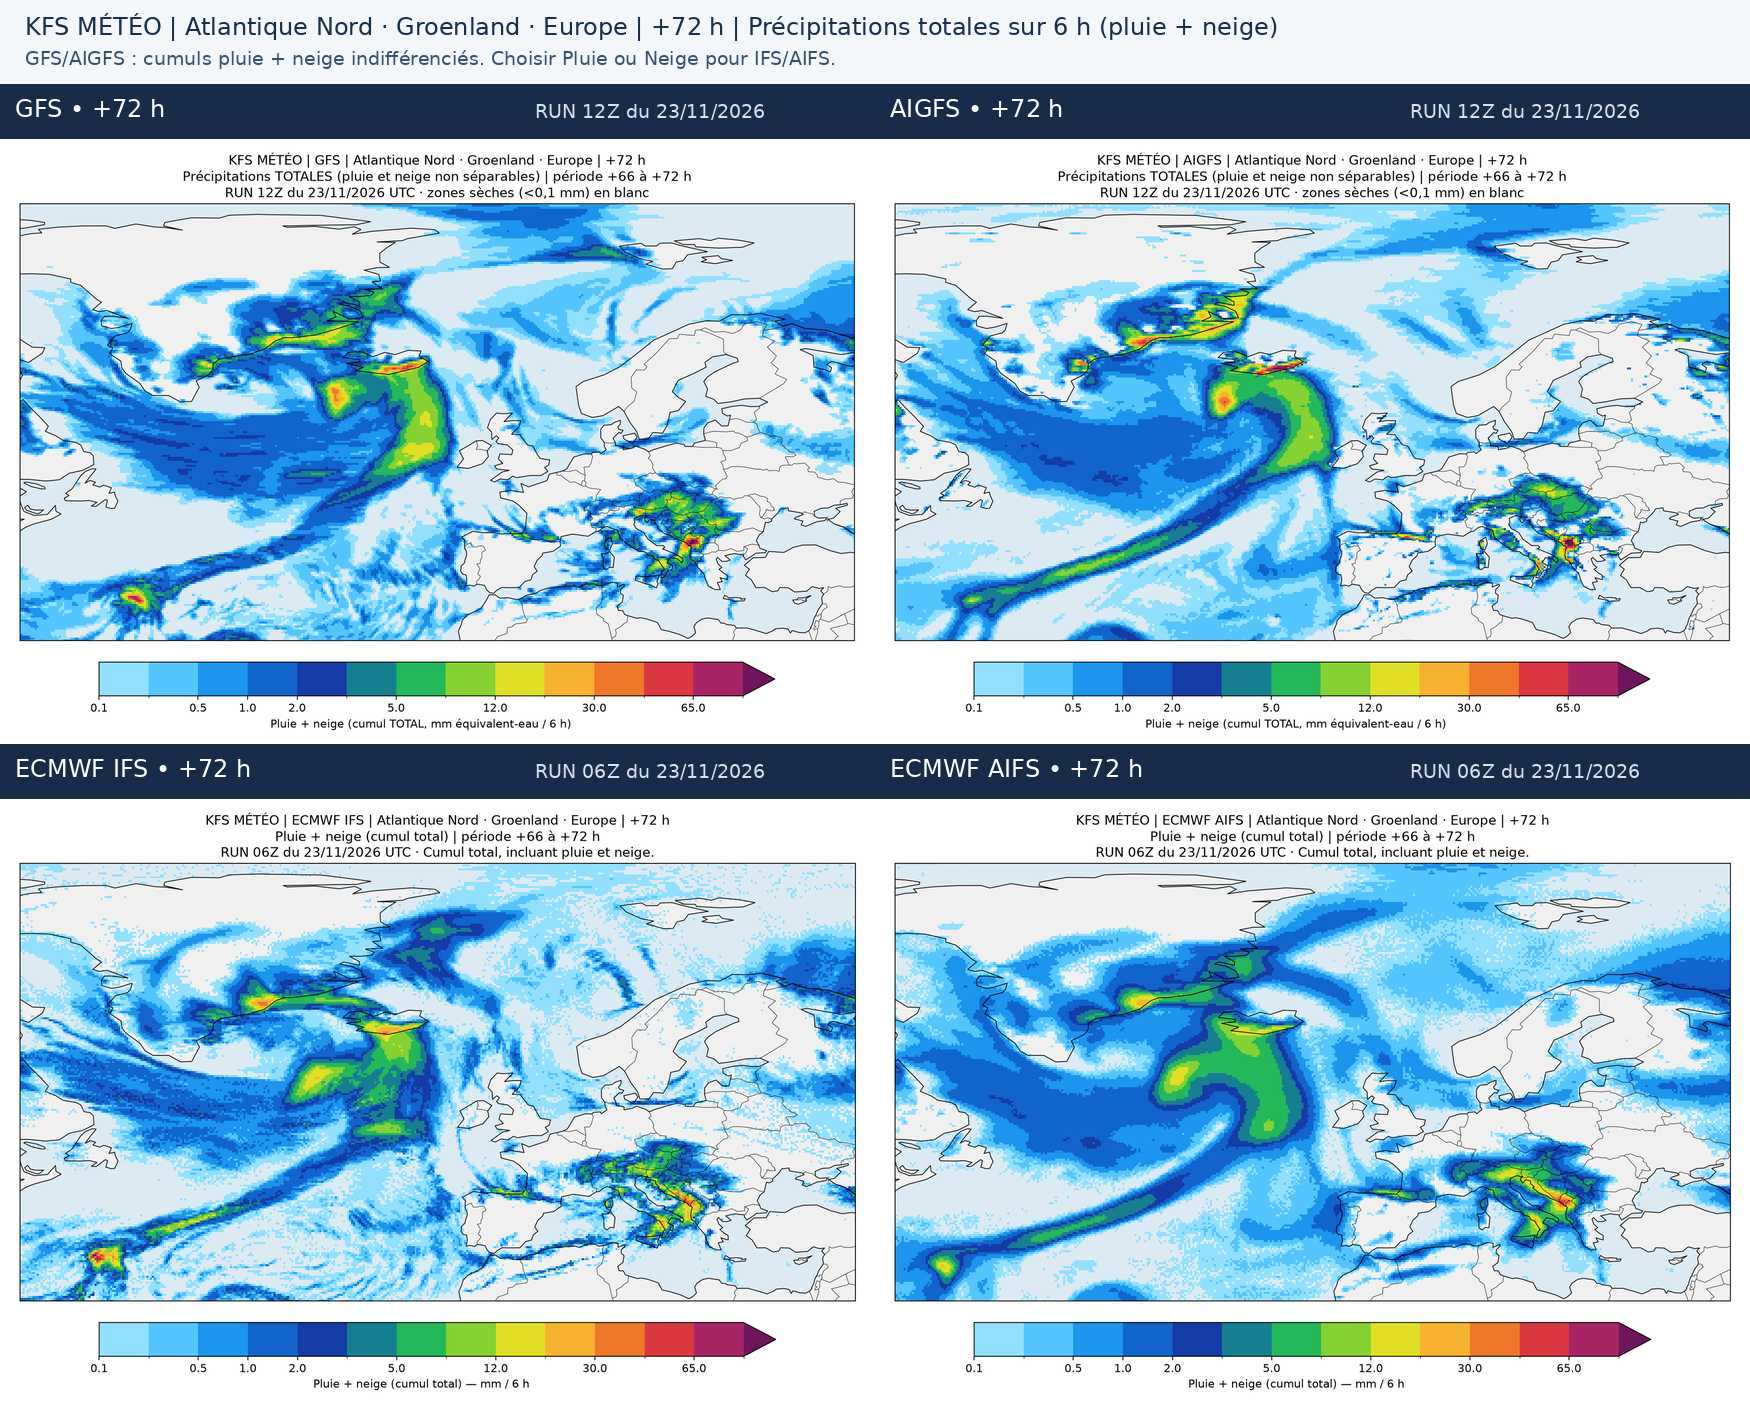 KFS MÉTÉO | Atlantique Nord · Groenland · Europe | +72 h | Précipitations totales sur 6 h (pluie + neige)
GFS/AIGFS : cumuls pluie + neige indifférenciés. Choisir Pluie ou Neige pour IFS/AIFS.
GFS • +72 h
RUN 12Z du 23/11/2026
AIGFS • +72 h
RUN 12Z du 23/11/2026
KFS MÉTÉO | GFS | Atlantique Nord · Groenland · Europe | +72 h
Précipitations TOTALES (pluie et neige non séparables) | période +66 à +72 h
RUN 12Z du 23/11/2026 UTC · zones sèches (<0,1 mm) en blanc
KFS MÉTÉO | AIGFS | Atlantique Nord · Groenland · Europe | +72 h
Précipitations TOTALES (pluie et neige non séparables) | période +66 à +72 h
RUN 12Z du 23/11/2026 UTC · zones sèches (<0,1 mm) en blanc
0.1 0.5 1.0 2.0 5.0 12.0 30.0 65.0
Pluie + neige (cumul TOTAL, mm équivalent-eau / 6 h)
0.1 0.5 1.0 2.0 5.0 12.0 30.0 65.0
Pluie + neige (cumul TOTAL, mm équivalent-eau / 6 h)
ECMWF IFS • +72 h
RUN 06Z du 23/11/2026
ECMWF AIFS • +72 h
RUN 06Z du 23/11/2026
KFS MÉTÉO | ECMWF IFS | Atlantique Nord · Groenland · Europe | +72 h
Pluie + neige (cumul total) | période +66 à +72 h
RUN 06Z du 23/11/2026 UTC · Cumul total, incluant pluie et neige.
KFS MÉTÉO | ECMWF AIFS | Atlantique Nord · Groenland · Europe | +72 h
Pluie + neige (cumul total) | période +66 à +72 h
RUN 06Z du 23/11/2026 UTC · Cumul total, incluant pluie et neige.
0.1 0.5 1.0 2.0 5.0 12.0 30.0 65.0
Pluie + neige (cumul total) — mm / 6 h
0.1 0.5 1.0 2.0 5.0 12.0 30.0 65.0
Pluie + neige (cumul total) — mm / 6 h